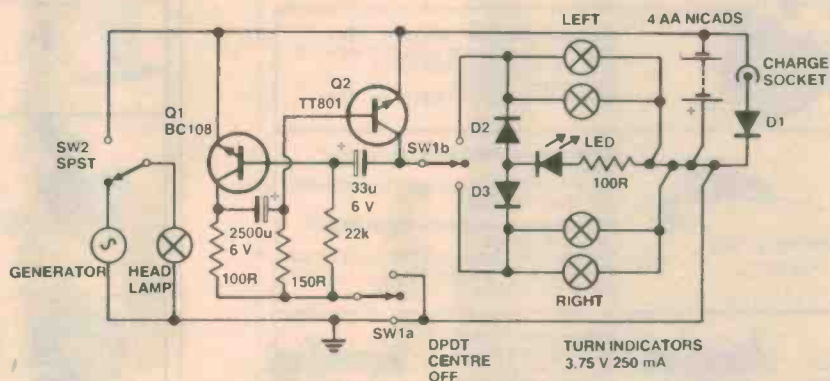 LEFT
4 AA NICADS
CHARGE
SOCKET
Q2
TT801
Q1
BC108
SW2
SPST
D1
D2
LED
SW1b
33u
6 V
100R
D3
2500u
6 V
22k
GENERATOR
HEAD
LAMP
100R
150R
RIGHT
SW1a
DPDT
CENTRE
OFF
TURN INDICATORS
3.75 V 250 mA